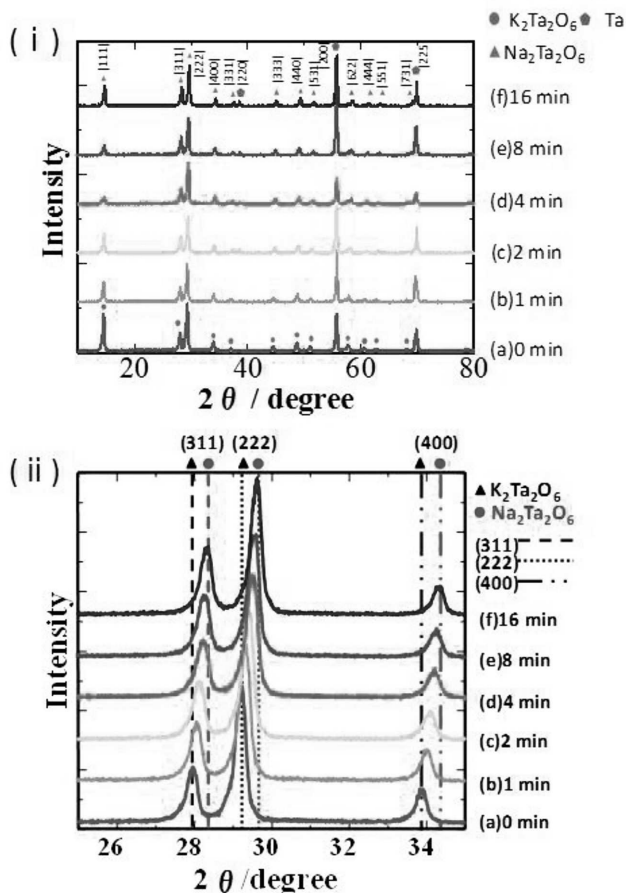 ( i )
● K₂Ta₂O₆ ⬟ Ta
▲ Na₂Ta₂O₆
|111| |311| |222| |400| |331| |220| |333| |440| |531| |200| |622| |444| |551| |731| |225
(f)16 min
(e)8 min
(d)4 min
(c)2 min
(b)1 min
(a)0 min
Intensity
20 40 60 80
2 θ / degree
( ii )
(311) (222) (400)
▲ K₂Ta₂O₆
● Na₂Ta₂O₆
(311)
(222)
(400)
(f)16 min
(e)8 min
(d)4 min
(c)2 min
(b)1 min
(a)0 min
Intensity
26 28 30 32 34
2 θ /degree